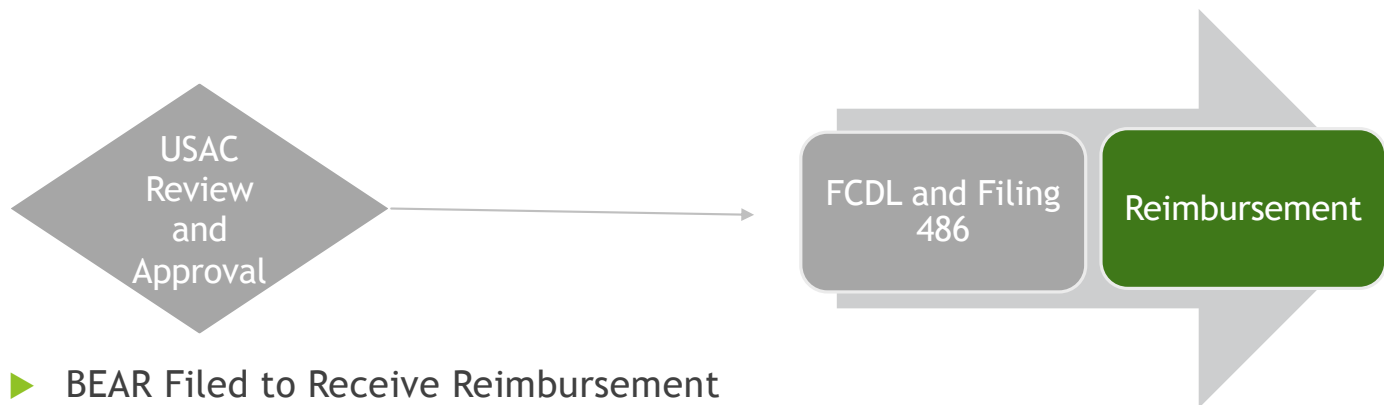 USAC
Review
and
Approval
FCDL and Filing
486
Reimbursement
BEAR Filed to Receive Reimbursement